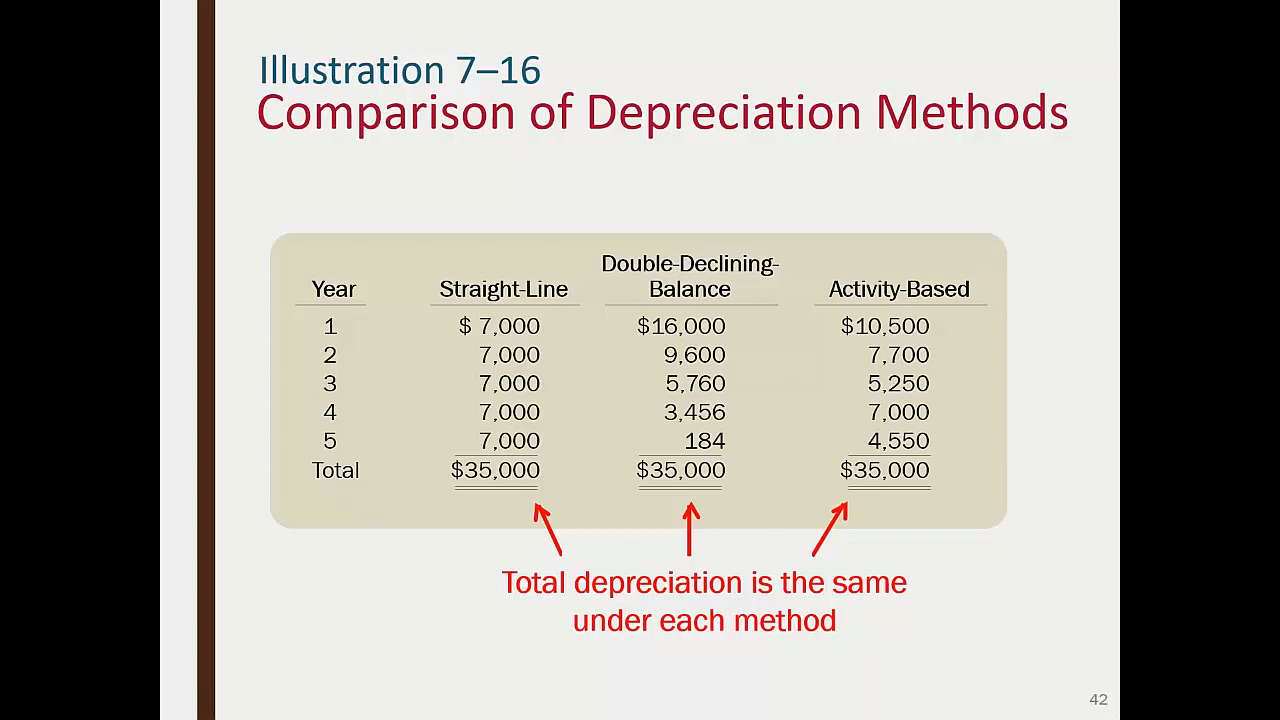 Illustration 7–16
Comparison of Depreciation Methods
Double-Declining-
Year Straight-Line Balance Activity-Based
1 $ 7,000 $16,000 $10,500
2 7,000 9,600 7,700
3 7,000 5,760 5,250
4 7,000 3,456 7,000
5 7,000 184 4,550
Total $35,000 $35,000 $35,000
Total depreciation is the same
under each method
42